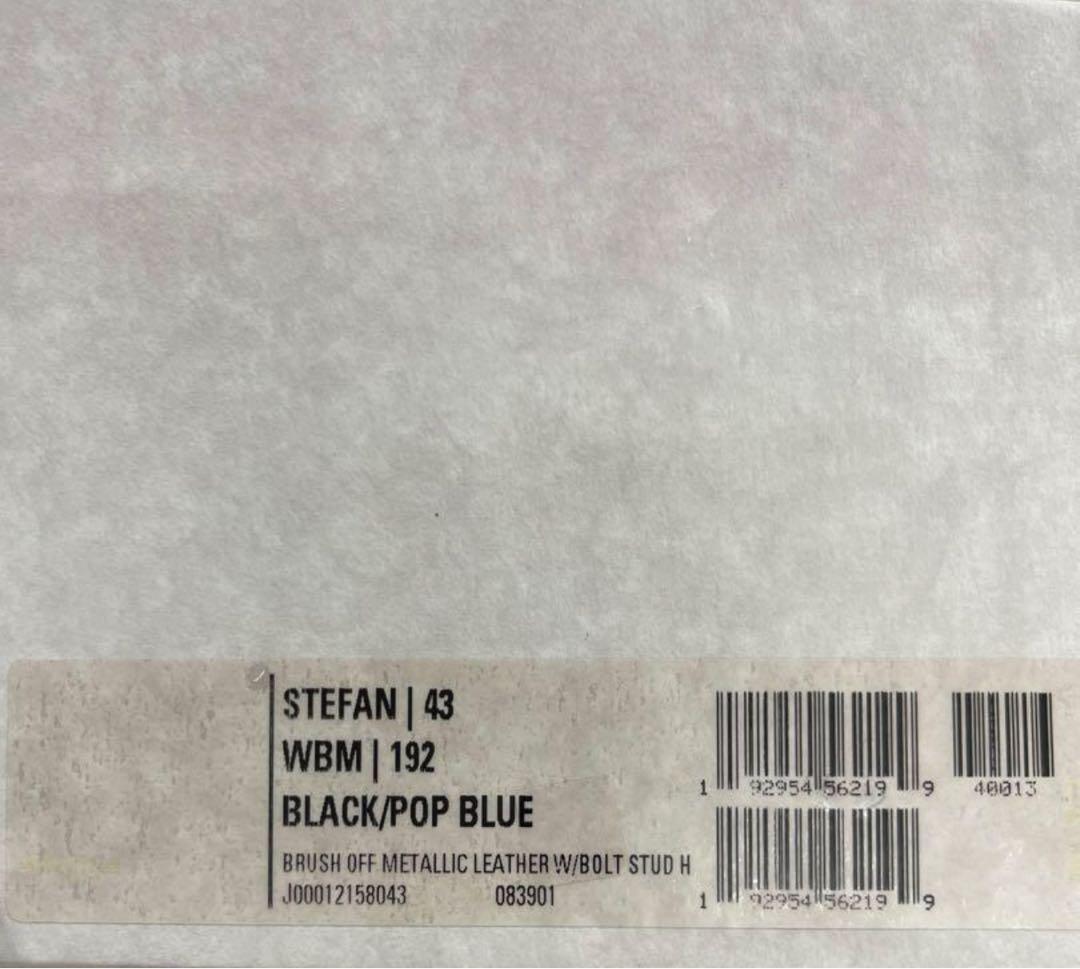 STEFAN | 43
WBM | 192
BLACK/POP BLUE
BRUSH OFF METALLIC LEATHER W/BOLT STUD H
J00012158043 083901
1 92954 56219 9
40013
1 92954 56219 9